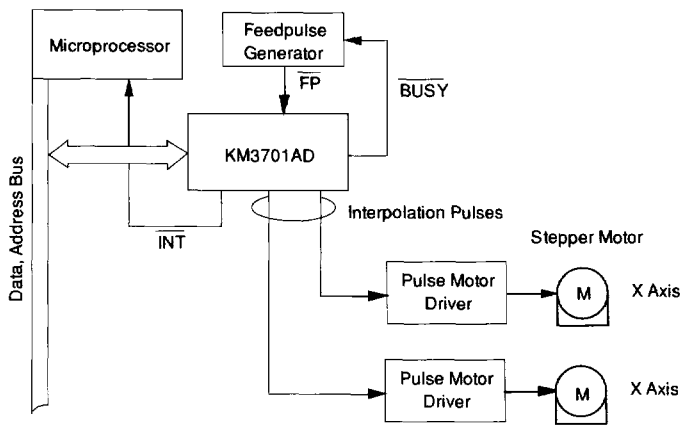 Microprocessor
Feedpulse
Generator
FP
BUSY
KM3701AD
Data, Address Bus
INT
Interpolation Pulses
Stepper Motor
Pulse Motor
Driver
M
X Axis
Pulse Motor
Driver
M
X Axis